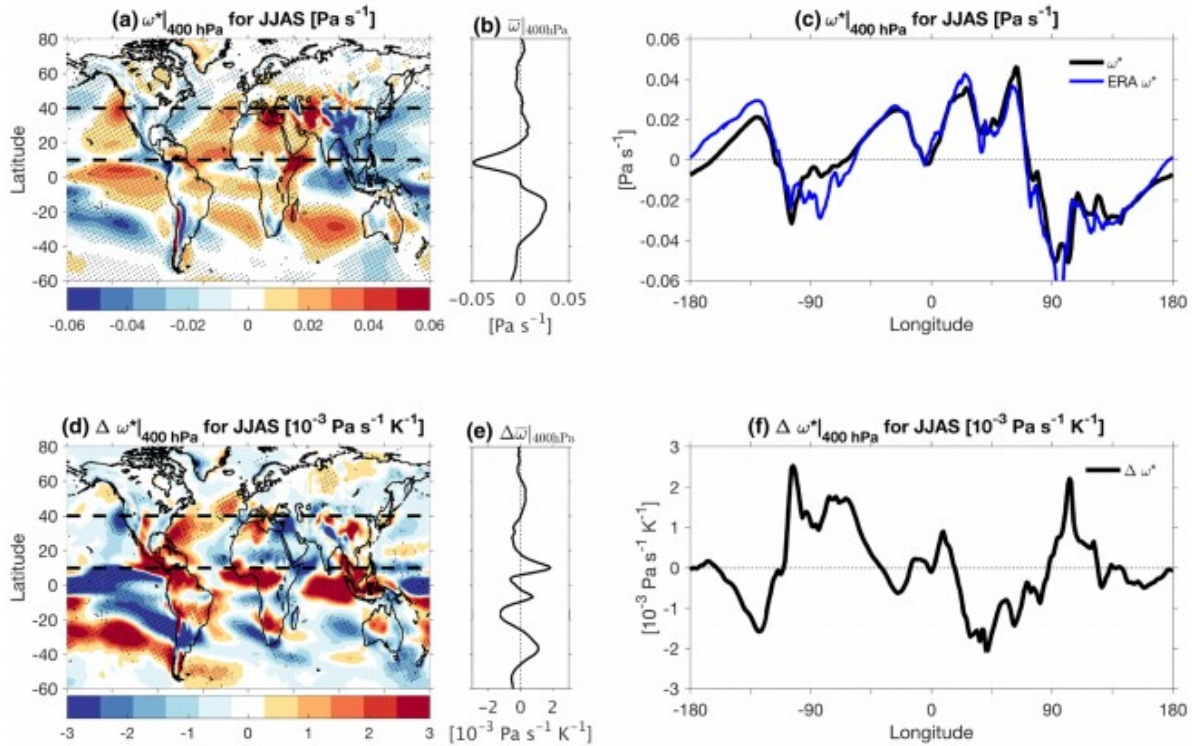 (a) ω*|400 hPa for JJAS [Pa s-1]
(b) ω̅|400hPa
(c) ω*|400 hPa for JJAS [Pa s-1]
80
60
40
20
0
-20
-40
-60
Latitude
-0.06 -0.04 -0.02 0 0.02 0.04 0.06
-0.05 0 0.05
[Pa s-1]
0.06
0.04
0.02
0
-0.02
-0.04
-0.06
[Pa s-1]
ω*
ERA ω*
-180 -90 0 90 180
Longitude
(d) Δ ω*|400 hPa for JJAS [10-3 Pa s-1 K-1]
(e) Δω̅|400hPa
(f) Δ ω*|400 hPa for JJAS [10-3 Pa s-1 K-1]
80
60
40
20
0
-20
-40
-60
Latitude
-3 -2 -1 0 1 2 3
-2 0 2
[10-3 Pa s-1 K-1]
3
2
1
0
-1
-2
-3
[10-3 Pa s-1 K-1]
Δ ω*
-180 -90 0 90 180
Longitude